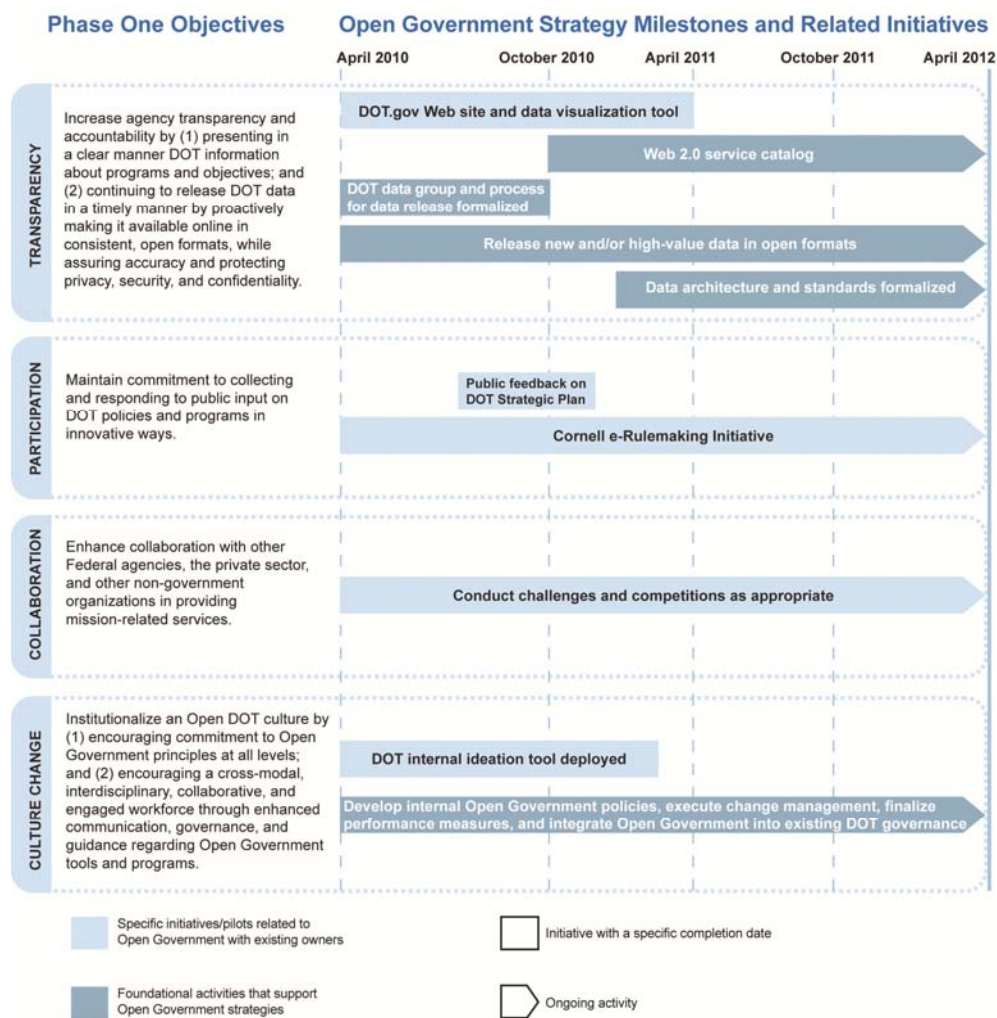 Phase One Objectives
Open Government Strategy Milestones and Related Initiatives
April 2010
October 2010
April 2011
October 2011
April 2012
TRANSPARENCY
Increase agency transparency and
accountability by (1) presenting in
a clear manner DOT information
about programs and objectives; and
(2) continuing to release DOT data
in a timely manner by proactively
making it available online in
consistent, open formats, while
assuring accuracy and protecting
privacy, security, and confidentiality.
DOT.gov Web site and data visualization tool
Web 2.0 service catalog
DOT data group and process
for data release formalized
Release new and/or high-value data in open formats
Data architecture and standards formalized
PARTICIPATION
Maintain commitment to collecting
and responding to public input on
DOT policies and programs in
innovative ways.
Public feedback on
DOT Strategic Plan
Cornell e-Rulemaking Initiative
COLLABORATION
Enhance collaboration with other
Federal agencies, the private sector,
and other non-government
organizations in providing
mission-related services.
Conduct challenges and competitions as appropriate
CULTURE CHANGE
Institutionalize an Open DOT culture by
(1) encouraging commitment to Open
Government principles at all levels;
and (2) encouraging a cross-modal,
interdisciplinary, collaborative, and
engaged workforce through enhanced
communication, governance, and
guidance regarding Open Government
tools and programs.
DOT internal ideation tool deployed
Develop internal Open Government policies, execute change management, finalize
performance measures, and integrate Open Government into existing DOT governance
Specific initiatives/pilots related to
Open Government with existing owners
Initiative with a specific completion date
Foundational activities that support
Open Government strategies
Ongoing activity